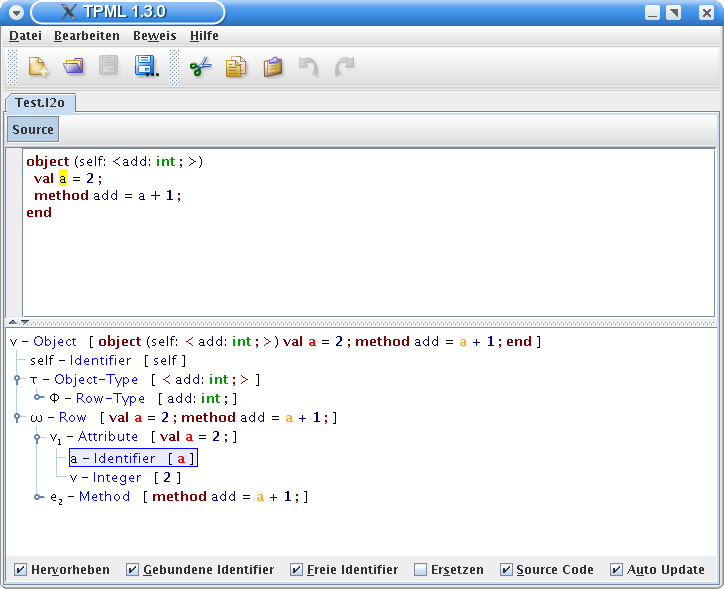 TPML 1.3.0
Datei Bearbeiten Beweis Hilfe
Test.l2o
Source
object (self: <add: int ; >)
val a = 2 ;
method add = a + 1 ;
end
v – Object [ object (self: < add: int ; > ) val a = 2 ; method add = a + 1 ; end ]
self – Identifier [ self ]
τ – Object-Type [ < add: int ; > ]
Φ – Row-Type [ add: int ; ]
ω – Row [ val a = 2 ; method add = a + 1 ; ]
v₁ – Attribute [ val a = 2 ; ]
a – Identifier [ a ]
v – Integer [ 2 ]
e₂ – Method [ method add = a + 1 ; ]
Hervorheben Gebundene Identifier Freie Identifier Ersetzen Source Code Auto Update